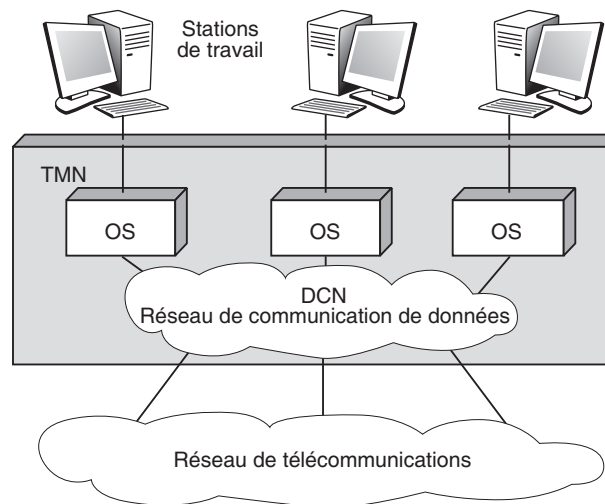 Stations
de travail
TMN
OS
OS
OS
DCN
Réseau de communication de données
Réseau de télécommunications